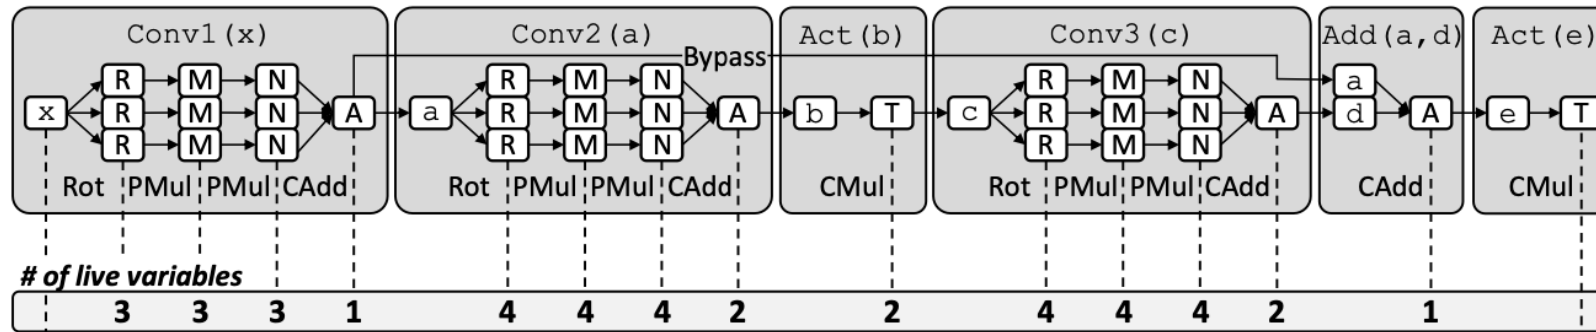 Conv1(x) Conv2(a) Act(b) Conv3(c) Add(a,d) Act(e)
Bypass
R M N R M N R M N a
x R M N A a R M N A b T c R M N A d A e T
R M N R M N R M N
Rot PMul PMul CAdd Rot PMul PMul CAdd CMul Rot PMul PMul CAdd CAdd CMul
# of live variables
3 3 3 1 4 4 4 2 2 4 4 4 2 1